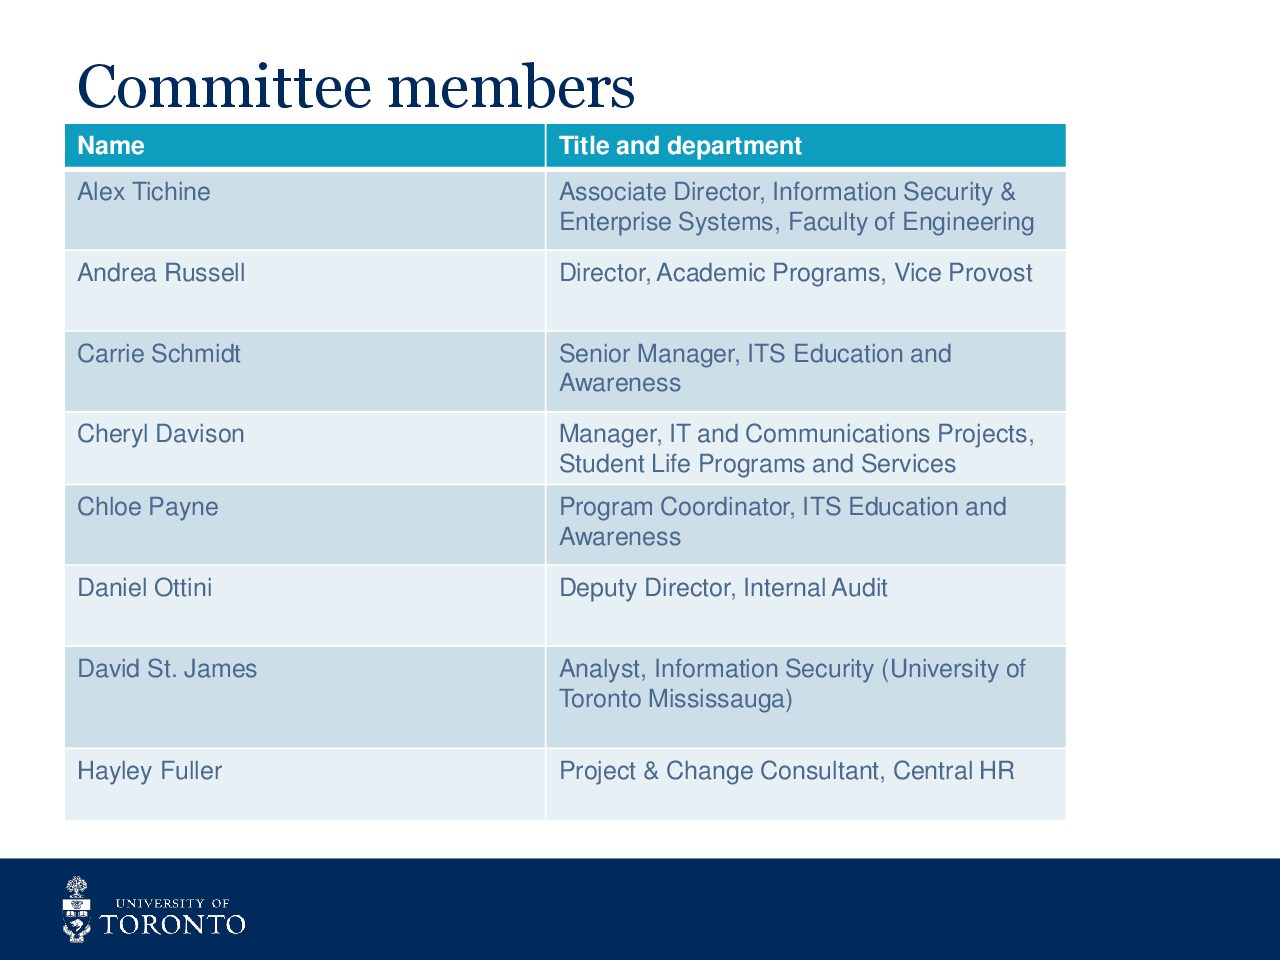 Committee members
Name
Title and department
Alex Tichine
Associate Director, Information Security &
Enterprise Systems, Faculty of Engineering
Andrea Russell
Director, Academic Programs, Vice Provost
Carrie Schmidt
Senior Manager, ITS Education and
Awareness
Cheryl Davison
Manager, IT and Communications Projects,
Student Life Programs and Services
Chloe Payne
Program Coordinator, ITS Education and
Awareness
Daniel Ottini
Deputy Director, Internal Audit
David St. James
Analyst, Information Security (University of
Toronto Mississauga)
Hayley Fuller
Project & Change Consultant, Central HR
UNIVERSITY OF
TORONTO